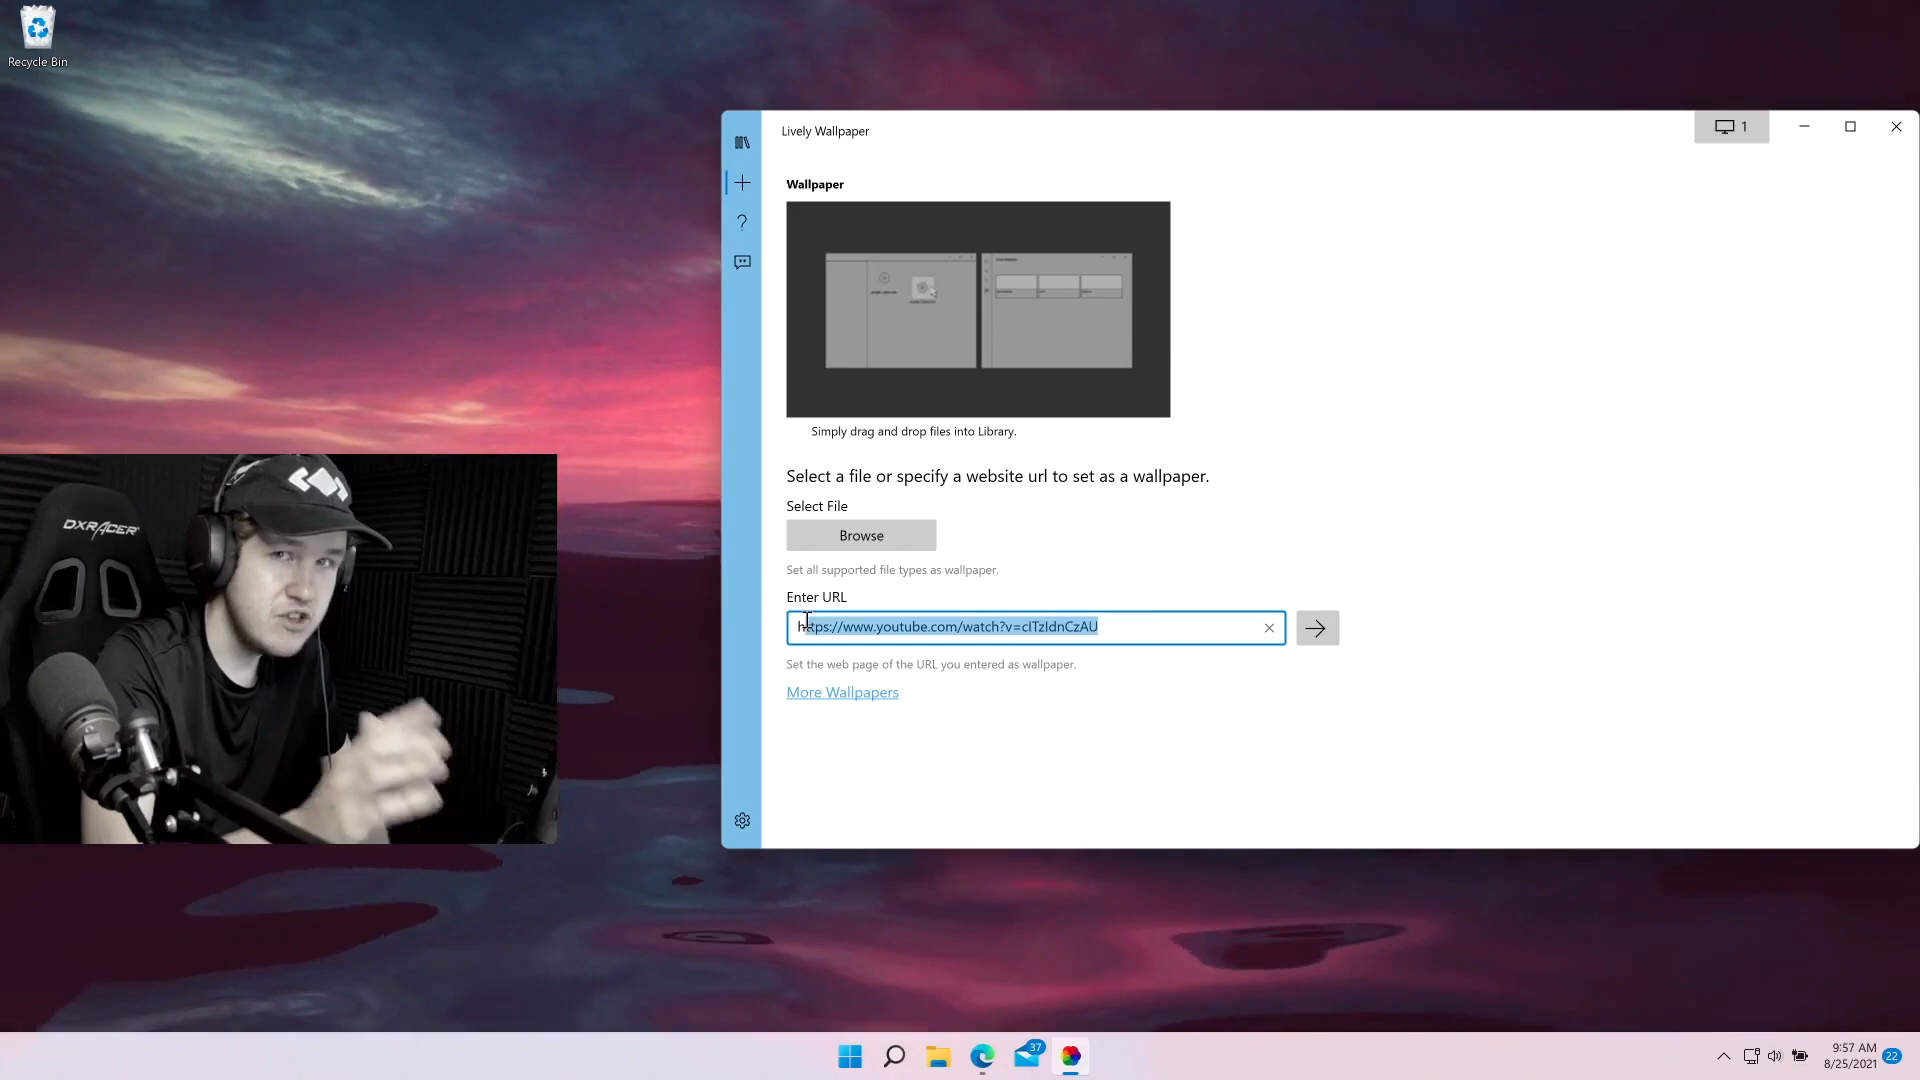 Recycle Bin
Lively Wallpaper
1
Wallpaper
Simply drag and drop files into Library.
Select a file or specify a website url to set as a wallpaper.
Select File
Browse
Set all supported file types as wallpaper.
Enter URL
https://www.youtube.com/watch?v=cITzIdnCzAU
Set the web page of the URL you entered as wallpaper.
More Wallpapers
DXRACER
37
9:57 AM
8/25/2021
22